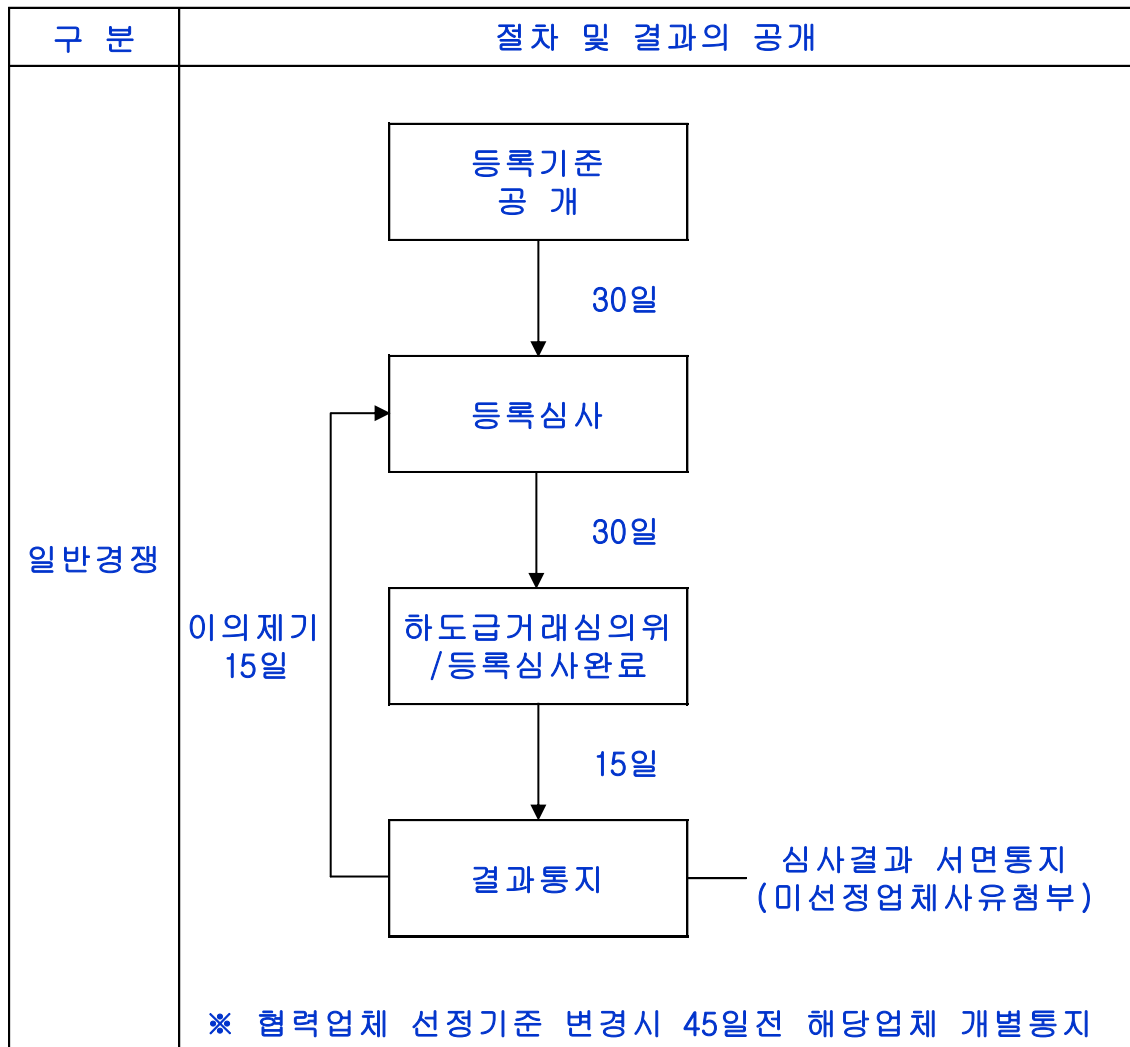 구 분
절차 및 결과의 공개
일반경쟁
등록기준
공 개
30일
등록심사
30일
이의제기
15일
하도급거래심의위
/등록심사완료
15일
결과통지
심사결과 서면통지
(미선정업체사유첨부)
※ 협력업체 선정기준 변경시 45일전 해당업체 개별통지